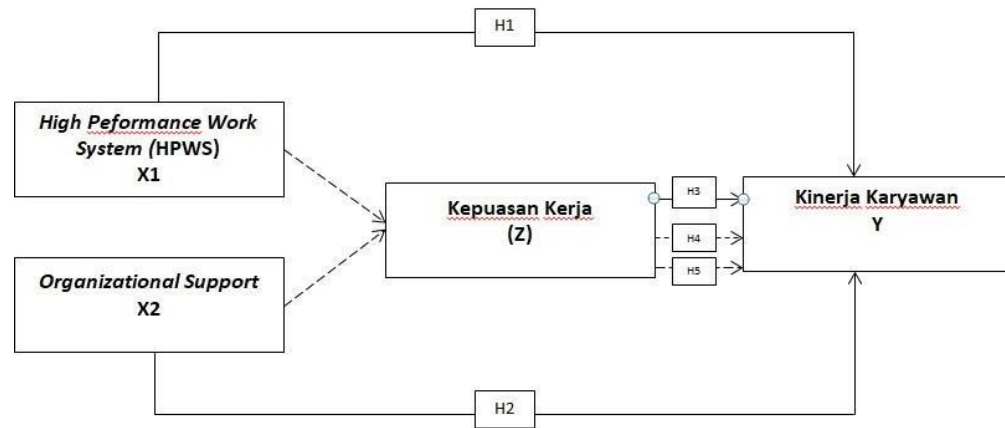 H1
High Peformance Work
System (HPWS)
X1
Kepuasan Kerja
(Z)
H3
H4
H5
Kinerja Karyawan
Y
Organizational Support
X2
H2